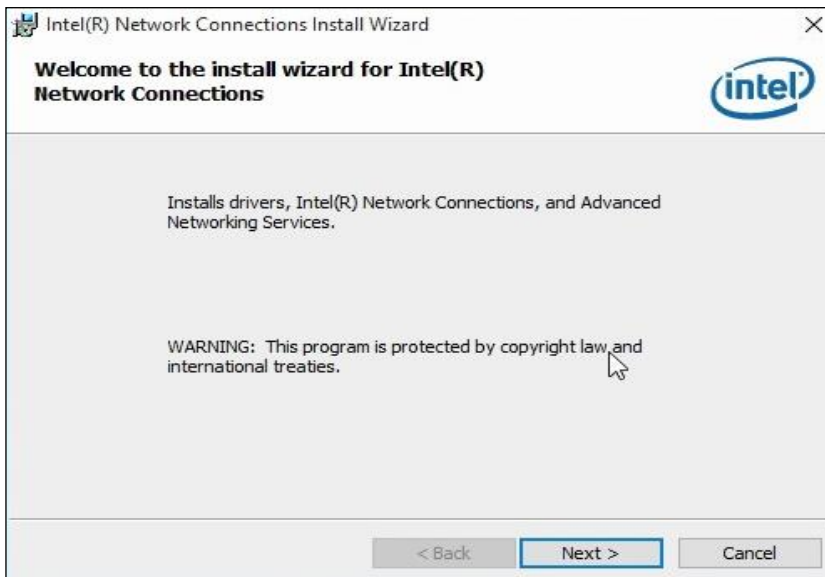 Intel(R) Network Connections Install Wizard
Welcome to the install wizard for Intel(R)
Network Connections
intel
Installs drivers, Intel(R) Network Connections, and Advanced
Networking Services.
WARNING: This program is protected by copyright law and
international treaties.
< Back Next > Cancel